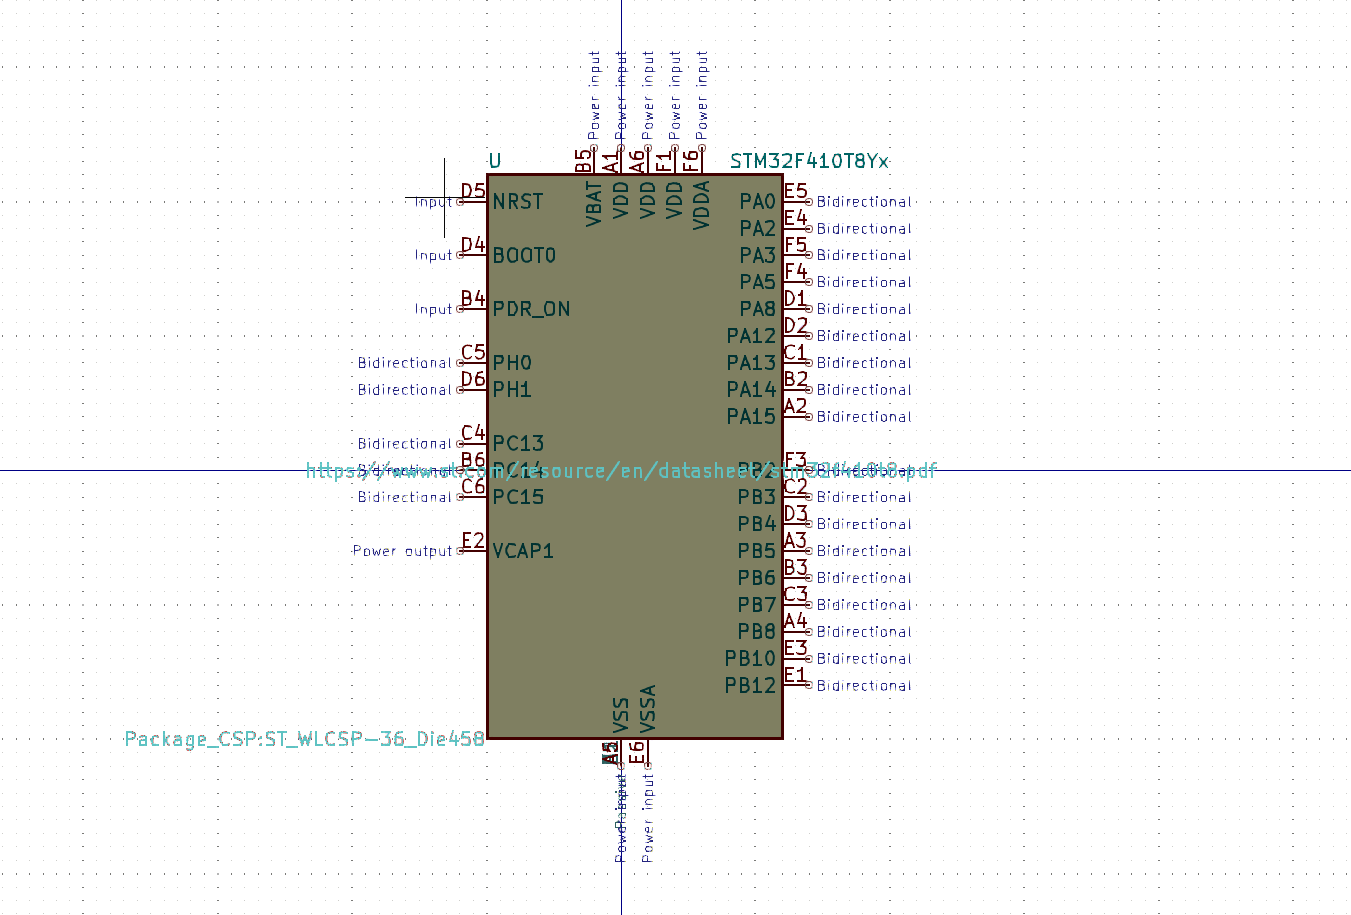 Power input Power input Power input Power input Power input
U B5 A1 A6 F1 F6 STM32F410T8Yx
VBAT VDD VDD VDD VDDA
Input D5 NRST PA0 E5 Bidirectional
PA2 E4 Bidirectional
Input D4 BOOT0 PA3 F5 Bidirectional
PA5 F4 Bidirectional
Input B4 PDR_ON PA8 D1 Bidirectional
PA12 D2 Bidirectional
Bidirectional C5 PH0 PA13 C1 Bidirectional
Bidirectional D6 PH1 PA14 B2 Bidirectional
PA15 A2 Bidirectional
Bidirectional C4 PC13
Bidirectional B6 PC14 F3 Bidirectional
https://www.st.com/resource/en/datasheet/stm32f410t8.pdf
Bidirectional C6 PC15 PB3 C2 Bidirectional
PB4 D3 Bidirectional
Power output E2 VCAP1 PB5 A3 Bidirectional
PB6 B3 Bidirectional
PB7 C3 Bidirectional
PB8 A4 Bidirectional
PB10 E3 Bidirectional
PB12 E1 Bidirectional
VSS VSSA
Package_CSP:ST_WLCSP-36_Die458
A5 E6
Power input Power input